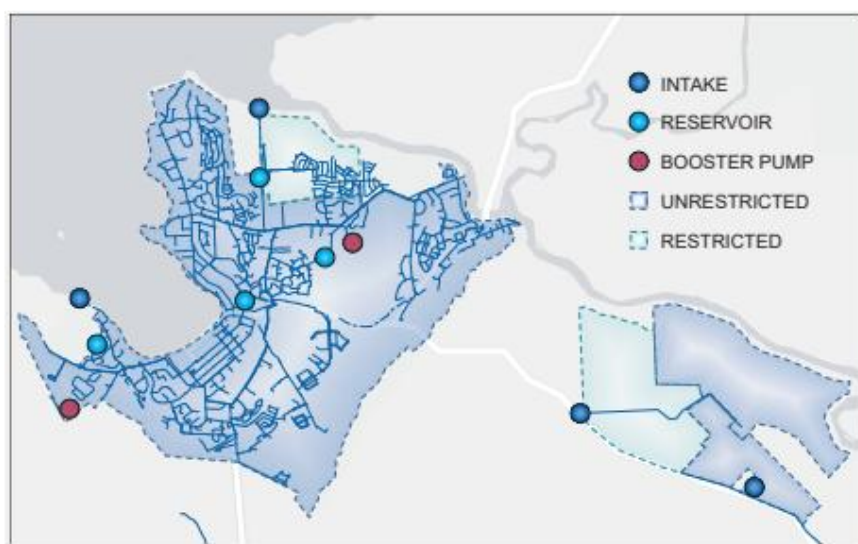 INTAKE
RESERVOIR
BOOSTER PUMP
UNRESTRICTED
RESTRICTED